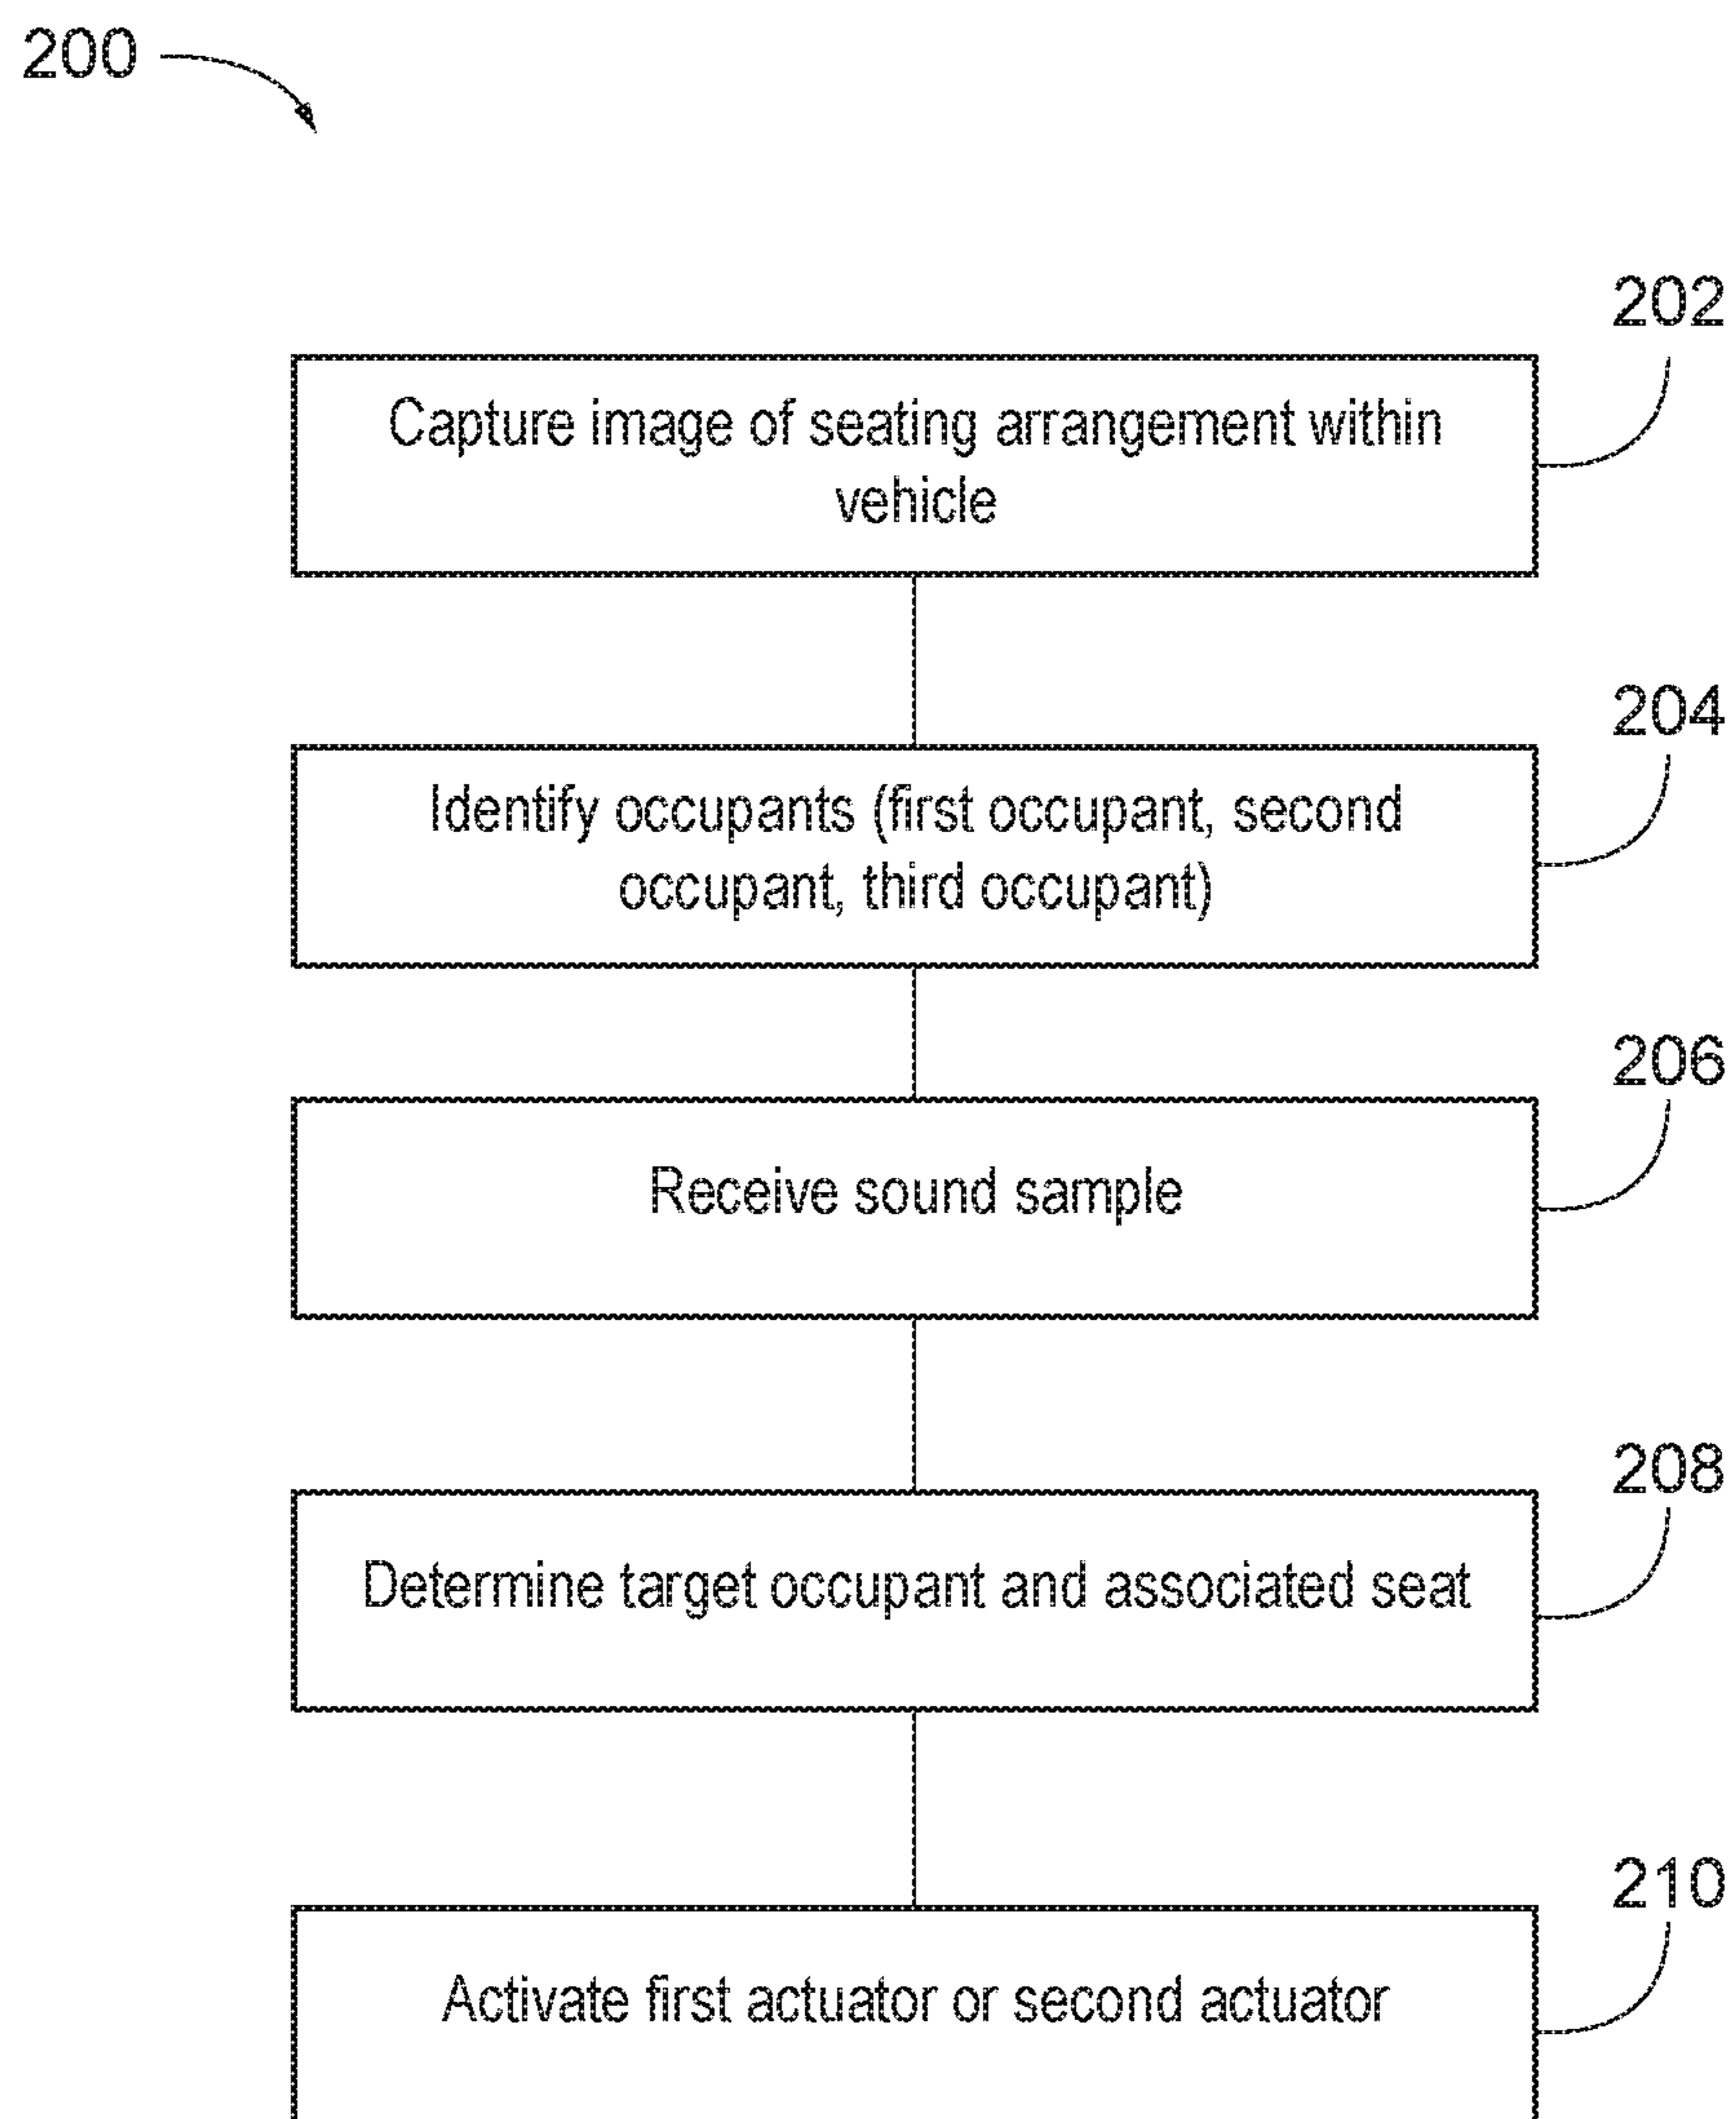 200
202
Capture image of seating arrangement within
vehicle
204
Identify occupants (first occupant, second
occupant, third occupant)
206
Receive sound sample
208
Determine target occupant and associated seat
210
Activate first actuator or second actuator